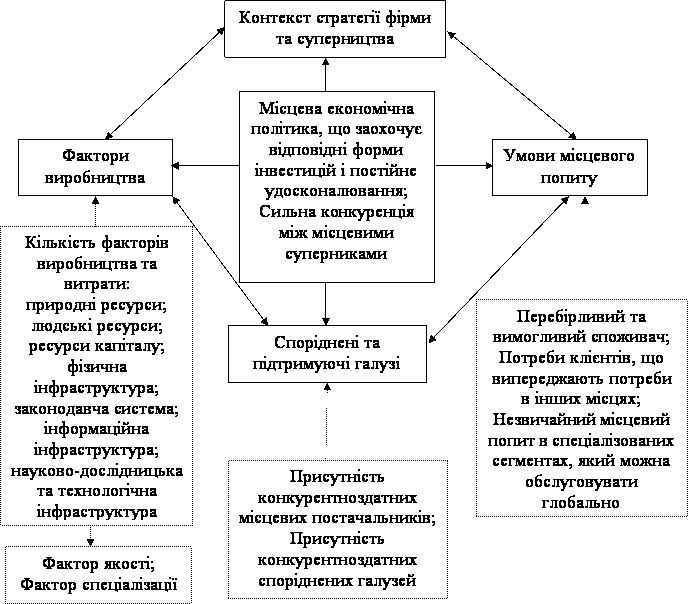 Контекст стратегії фірми
та суперництва
Місцева економічна
політика, що заохочує
відповідні форми
інвестицій і постійне
удосконалювання;
Сильна конкуренція
між місцевими
суперниками
Фактори
виробництва
Умови місцевого
попиту
Кількість факторів
виробництва та
витрати:
природні ресурси;
людські ресурси;
ресурси капіталу;
фізична
інфраструктура;
законодавча система;
інформаційна
інфраструктура;
науково-дослідницька
та технологічна
інфраструктура
Споріднені та
підтримуючі галузі
Перебірливий та
вимогливий споживач;
Потреби клієнтів, що
випереджають потреби
в інших місцях;
Незвичайний місцевий
попит в спеціалізованих
сегментах, який можна
обслуговувати
глобально
Присутність
конкурентноздатних
місцевих постачальників;
Присутність
конкурентноздатних
споріднених галузей
Фактор якості;
Фактор спеціалізації